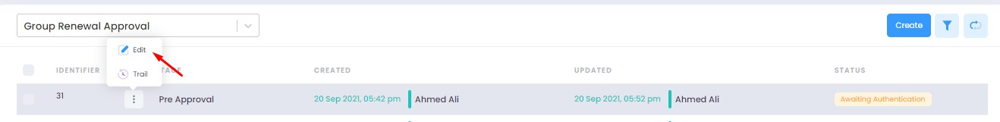 Group Renewal Approval
Create
Edit
Trail
IDENTIFIER TAGE CREATED UPDATED STATUS
31 Pre Approval 20 Sep 2021, 05:42 pm Ahmed Ali 20 Sep 2021, 05:52 pm Ahmed Ali Awaiting Authentication